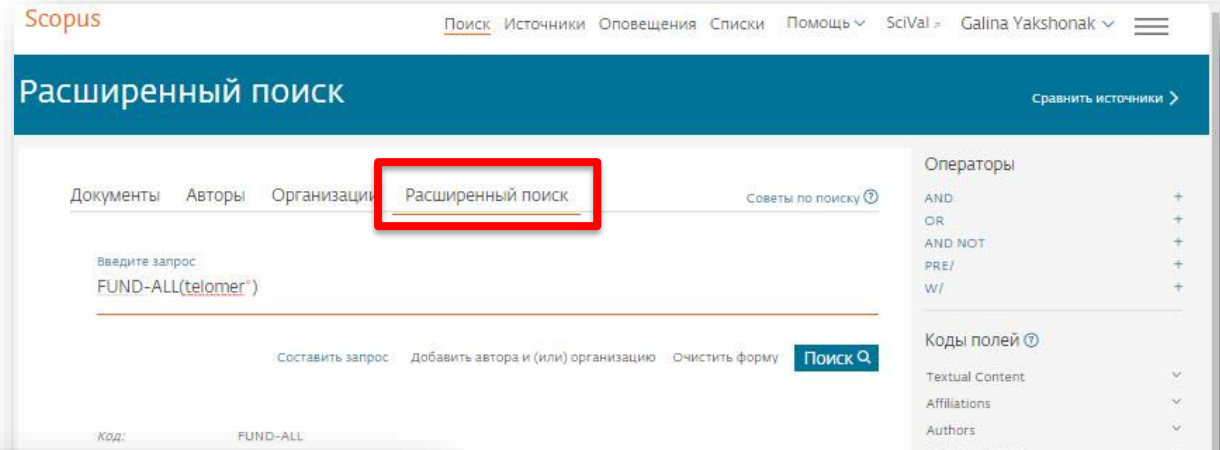 Scopus
Поиск Источники Оповещения Списки Помощь SciVal Galina Yakshonak
Расширенный поиск
Сравнить источники
Документы Авторы Организации Расширенный поиск
Советы по поиску
Введите запрос
FUND-ALL(telomer*)
Составить запрос Добавить автора и (или) организацию Очистить форму Поиск
Код: FUND-ALL
Операторы
AND +
OR +
AND NOT +
PRE/ +
W/ +
Коды полей
Textual Content
Affiliations
Authors